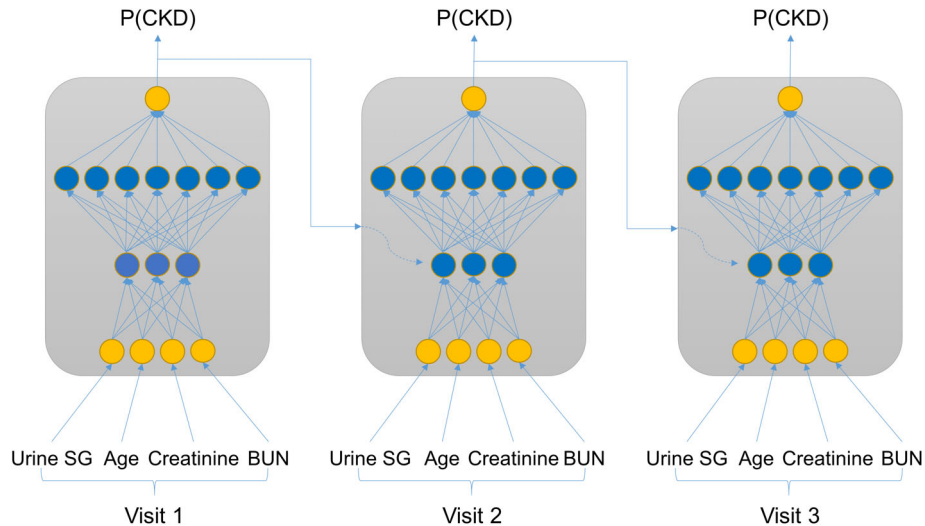 P(CKD) P(CKD) P(CKD)
Urine SG Age Creatinine BUN Urine SG Age Creatinine BUN Urine SG Age Creatinine BUN
Visit 1 Visit 2 Visit 3